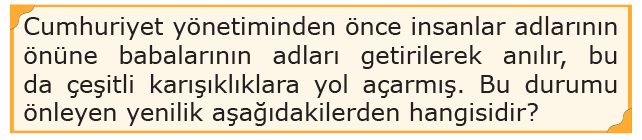 Cumhuriyet yönetiminden önce insanlar adlarının
önüne babalarının adları getirilerek anılır, bu
da çeşitli karışıklıklara yol açarmış. Bu durumu
önleyen yenilik aşağıdakilerden hangisidir?